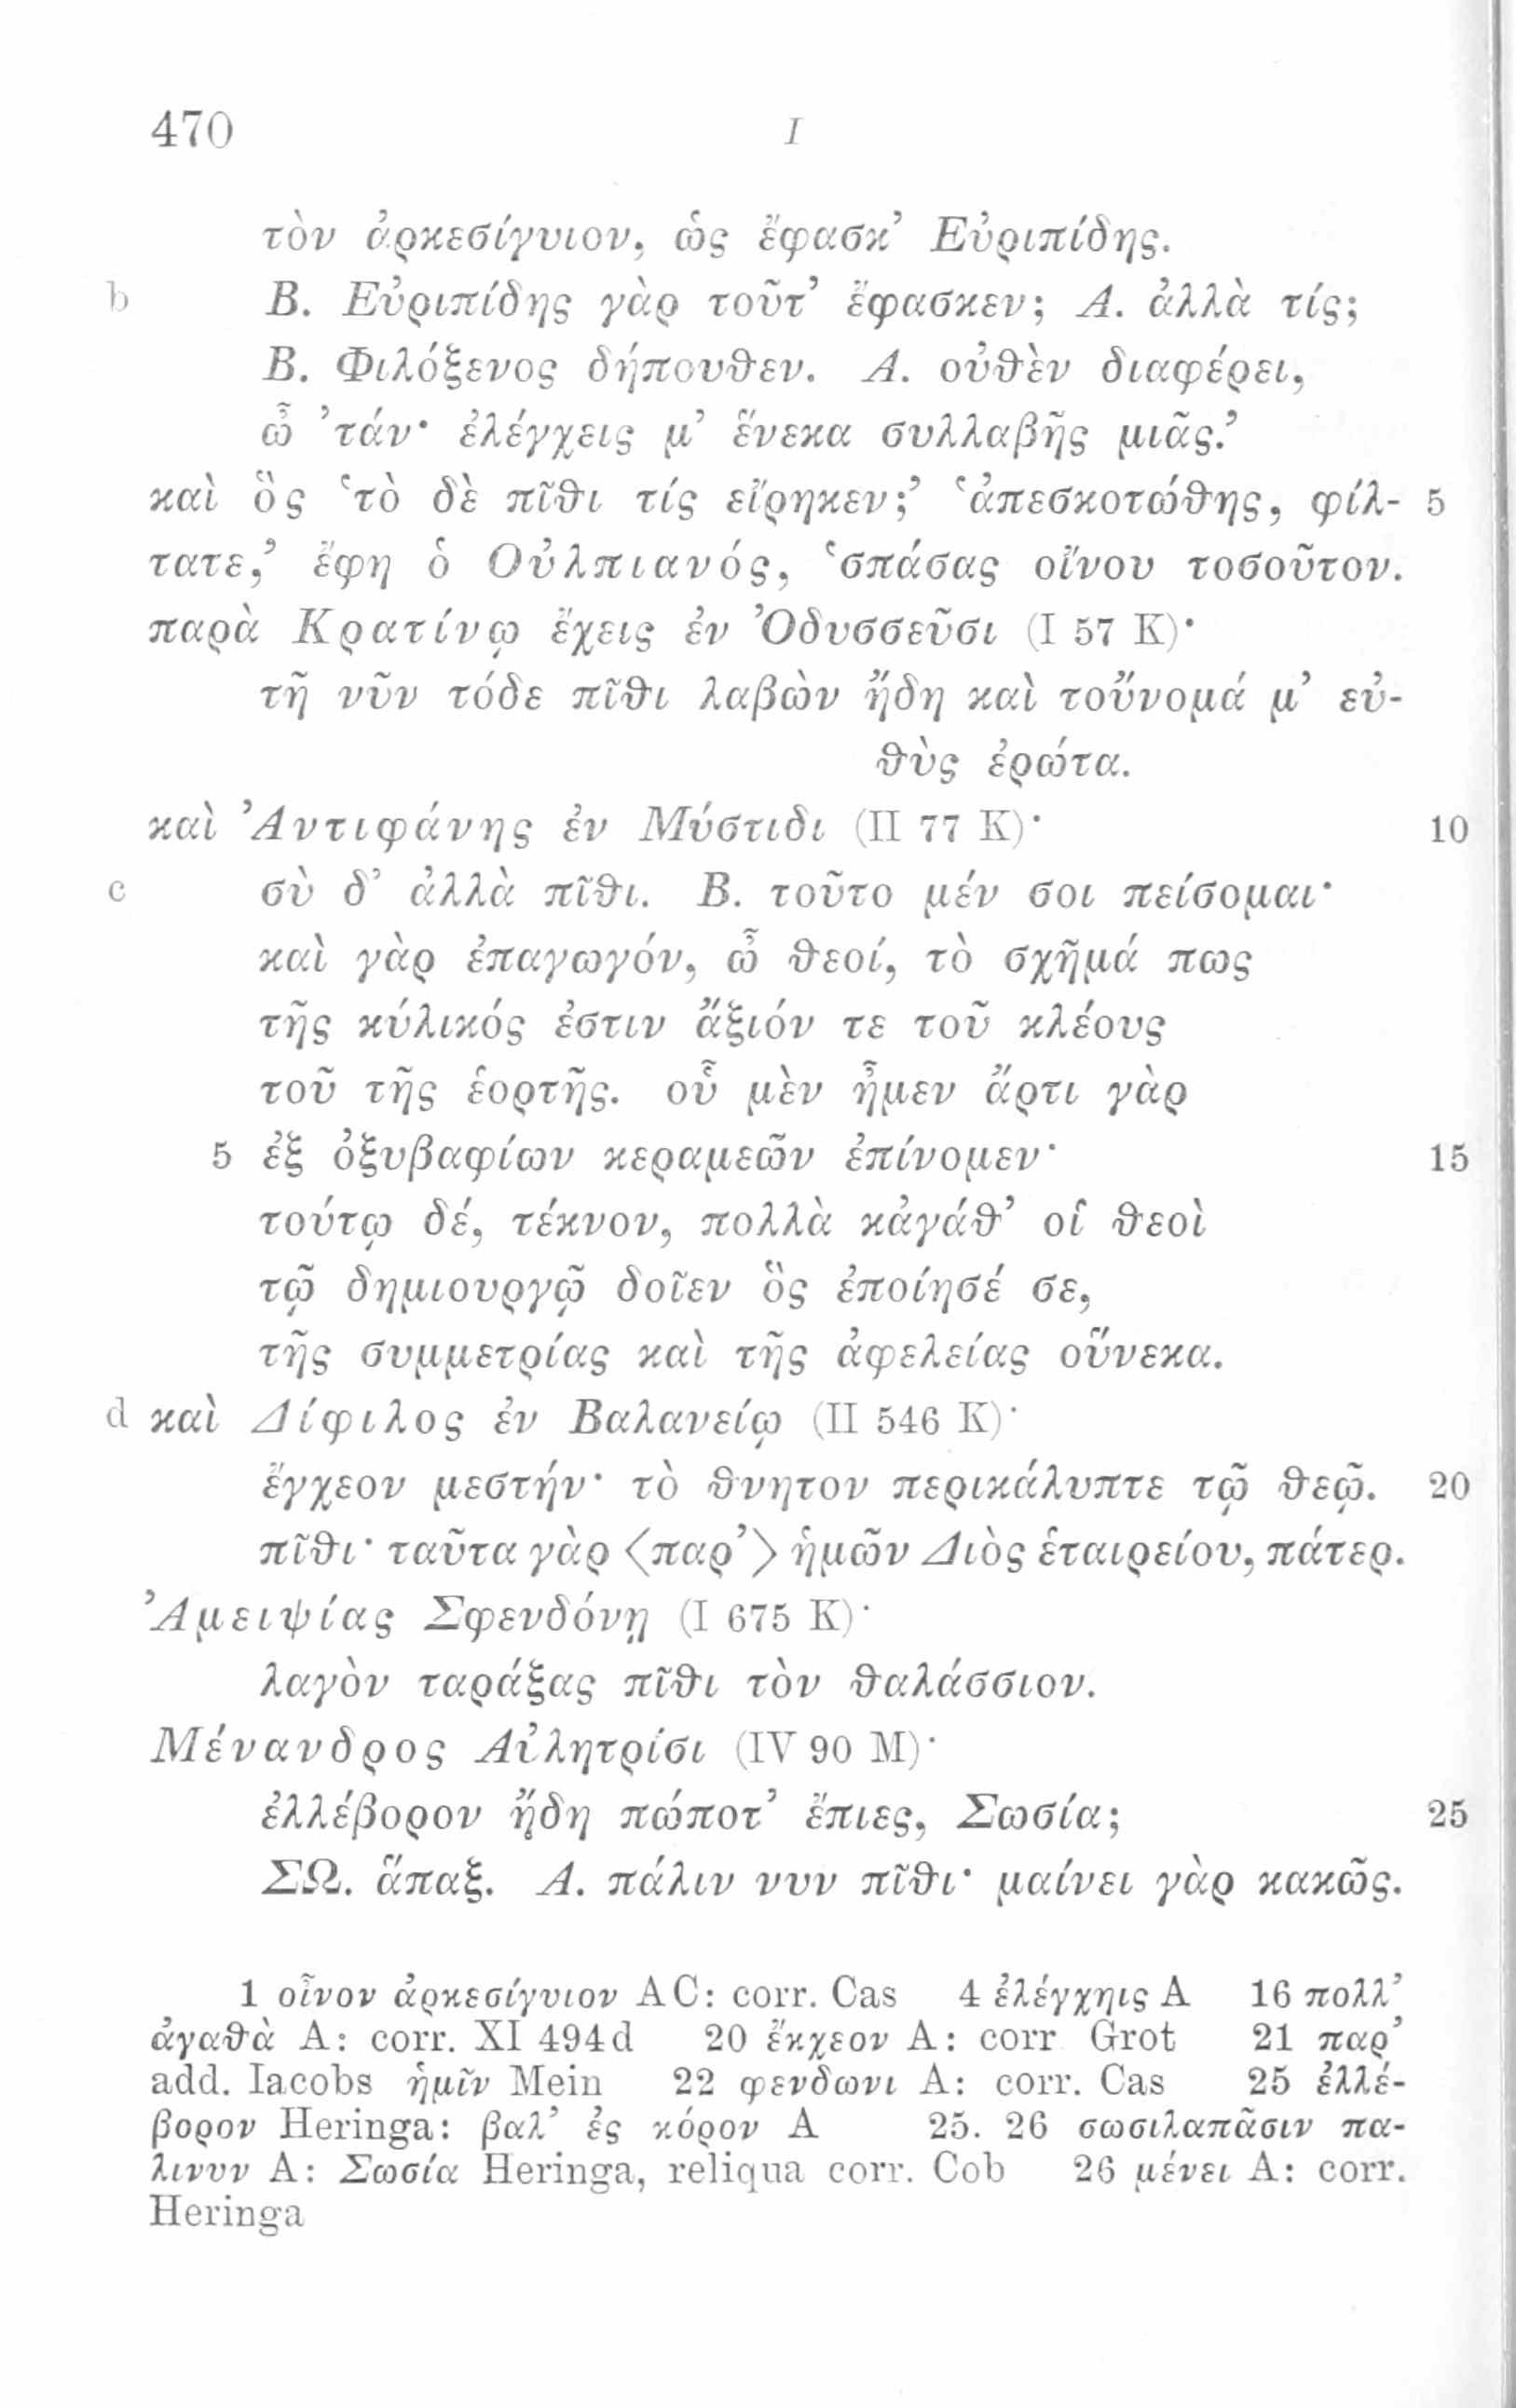 470 I
τὸν ἀρκεσίγυιον, ὡς ἔφασκ’ Εὐριπίδης.
b Β. Εὐριπίδης γὰρ τοῦτ’ ἔφασκεν; Α. ἀλλὰ τίς;
Β. Φιλόξενος δήπουθεν. Α. οὐθὲν διαφέρει,
ὦ ’τάν· ἐλέγχεις μ’ ἕνεκα συλλαβῆς μιᾶς.’
καὶ ὃς ‘τὸ δὲ πῖθι τίς εἴρηκεν;’ ‘ἀπεσκοτώθης, φίλ- 5
τατε,’ ἔφη ὁ Οὐλπιανός, ‘σπάσας οἴνου τοσοῦτον.
παρὰ Κρατίνῳ ἔχεις ἐν Ὀδυσσεῦσι (I 57 K)·
τῆ νῦν τόδε πῖθι λαβὼν ἤδη καὶ τοὔνομά μ’ εὐ-
θὺς ἐρώτα.
καὶ Ἀντιφάνης ἐν Μύστιδι (II 77 K)· 10
c σὺ δ’ ἀλλὰ πῖθι. Β. τοῦτο μέν σοι πείσομαι·
καὶ γὰρ ἐπαγωγόν, ὦ θεοί, τὸ σχῆμά πως
τῆς κύλικός ἐστιν ἄξιόν τε τοῦ κλέους
τοῦ τῆς ἑορτῆς. οὗ μὲν ἦμεν ἄρτι γὰρ
5 ἐξ ὀξυβαφίων κεραμεῶν ἐπίνομεν· 15
τούτῳ δέ, τέκνον, πολλὰ κἀγάθ’ οἱ θεοὶ
τῷ δημιουργῷ δοῖεν ὃς ἐποίησέ σε,
τῆς συμμετρίας καὶ τῆς ἀφελείας οὕνεκα.
d καὶ Δίφιλος ἐν Βαλανείῳ (II 546 K)·
ἔγχεον μεστήν· τὸ θνητον περικάλυπτε τῷ θεῷ. 20
πῖθι· ταῦτα γὰρ <παρ’> ἡμῶν Διὸς ἑταιρείου, πάτερ.
Ἀμειψίας Σφενδόνῃ (I 675 K)·
λαγὸν ταράξας πῖθι τὸν θαλάσσιον.
Μένανδρος Αὐλητρίσι (IV 90 M)·
ἐλλέβορον ἤδη πώποτ’ ἔπιες, Σωσία; 25
ΣΩ. ἅπαξ. Α. πάλιν νυν πῖθι· μαίνει γὰρ κακῶς.
1 οἶνον ἀρκεσίγυιον AC: corr. Cas 4 ἐλέγχηις A 16 πολλ’
ἀγαθὰ A: corr. XI 494d 20 ἔκχεον A: corr Grot 21 παρ’
add. Iacobs ἡμῖν Mein 22 φενδωνι A: corr. Cas 25 ἐλλέ-
βορον Heringa: βαλ’ ἐς κόρον A 25. 26 σωσιλαπᾶσιν πα-
λινυν A: Σωσία Heringa, reliqua corr. Cob 26 μένει A: corr.
Heringa